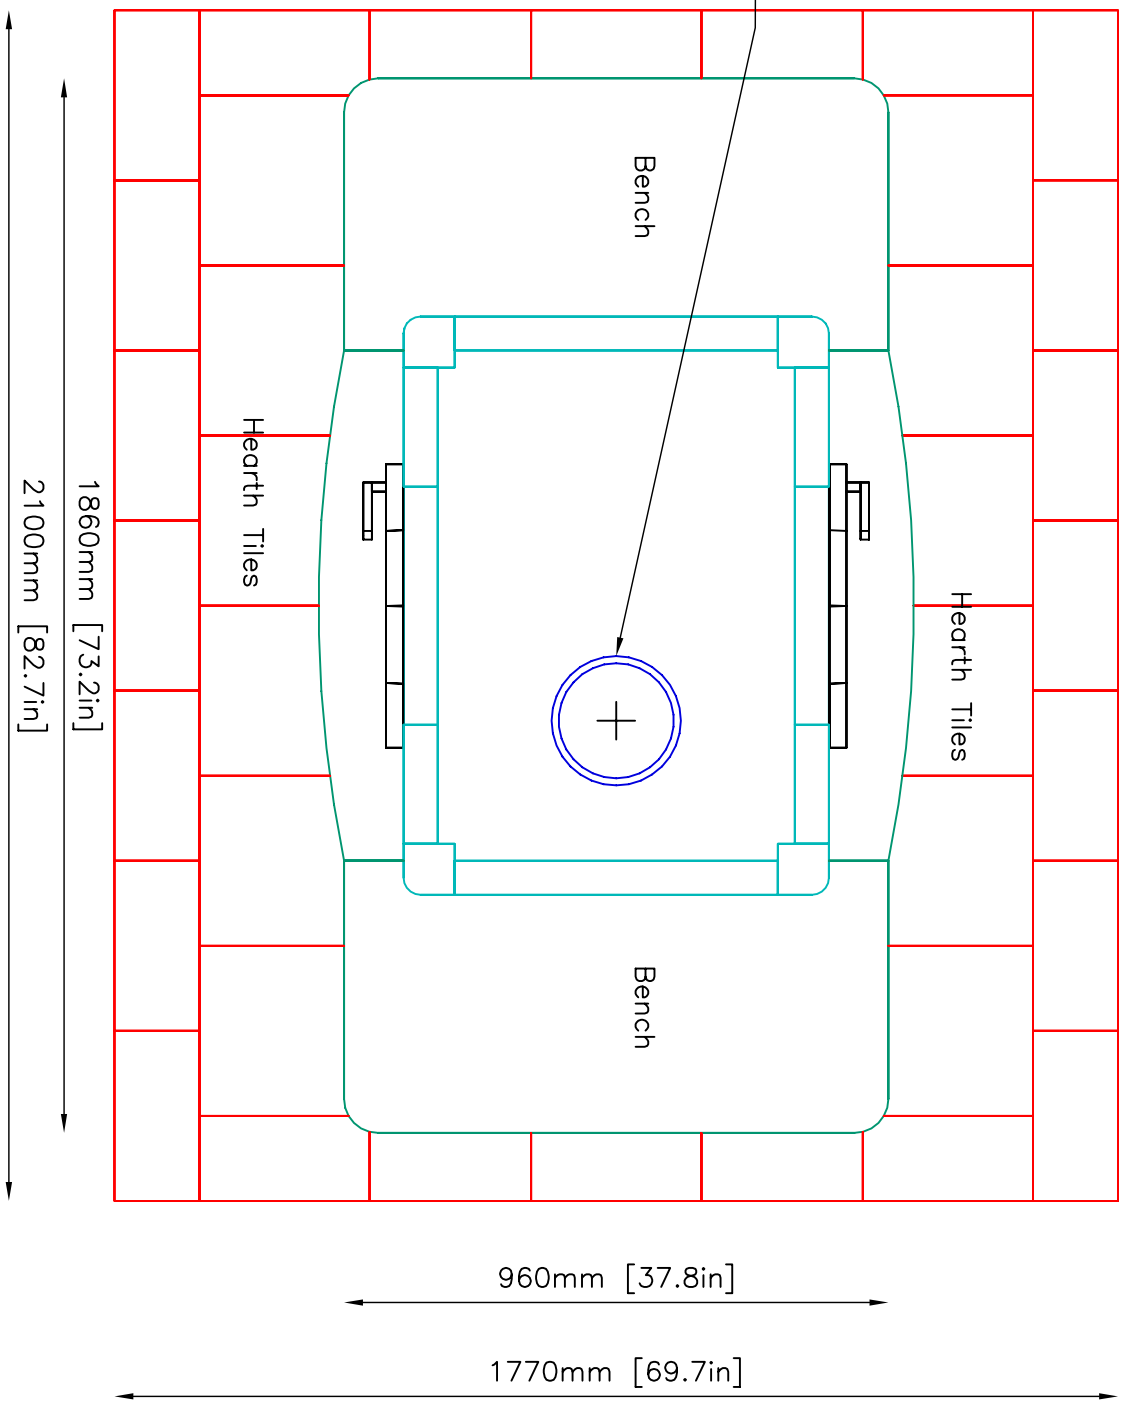 Bench
Hearth Tiles
Hearth Tiles
1860mm [73.2in]
2100mm [82.7in]
Bench
960mm [37.8in]
1770mm [69.7in]